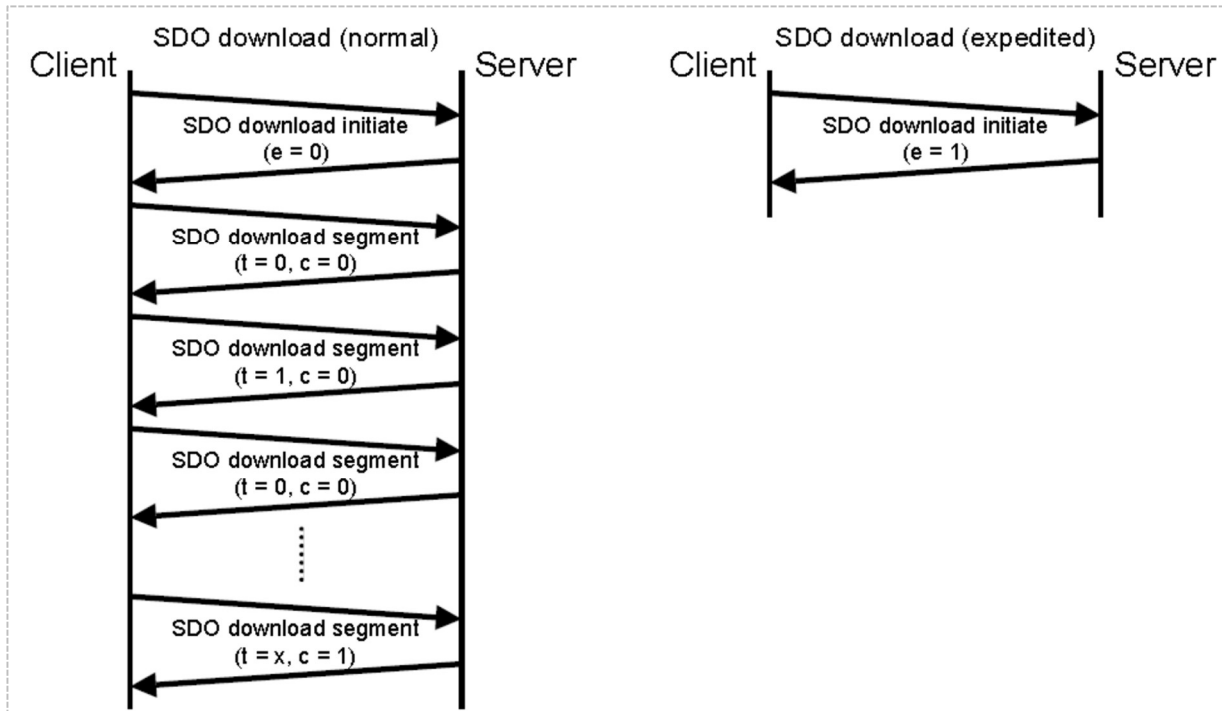 SDO download (normal)
Client
Server
SDO download initiate
(e = 0)
SDO download segment
(t = 0, c = 0)
SDO download segment
(t = 1, c = 0)
SDO download segment
(t = 0, c = 0)
SDO download segment
(t = x, c = 1)
SDO download (expedited)
Client
Server
SDO download initiate
(e = 1)